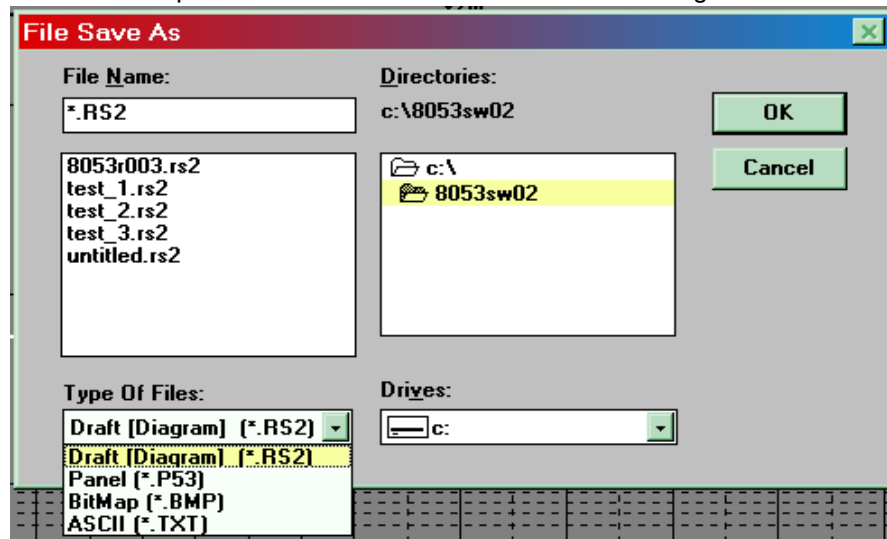 File Save As
File Name:
*.RS2
8053r003.rs2
test_1.rs2
test_2.rs2
test_3.rs2
untitled.rs2
Directories:
c:\8053sw02
c:\
8053sw02
OK
Cancel
Type Of Files:
Draft [Diagram] (*.RS2)
Draft [Diagram] (*.RS2)
Panel (*.P53)
BitMap (*.BMP)
ASCII (*.TXT)
Drives:
c: